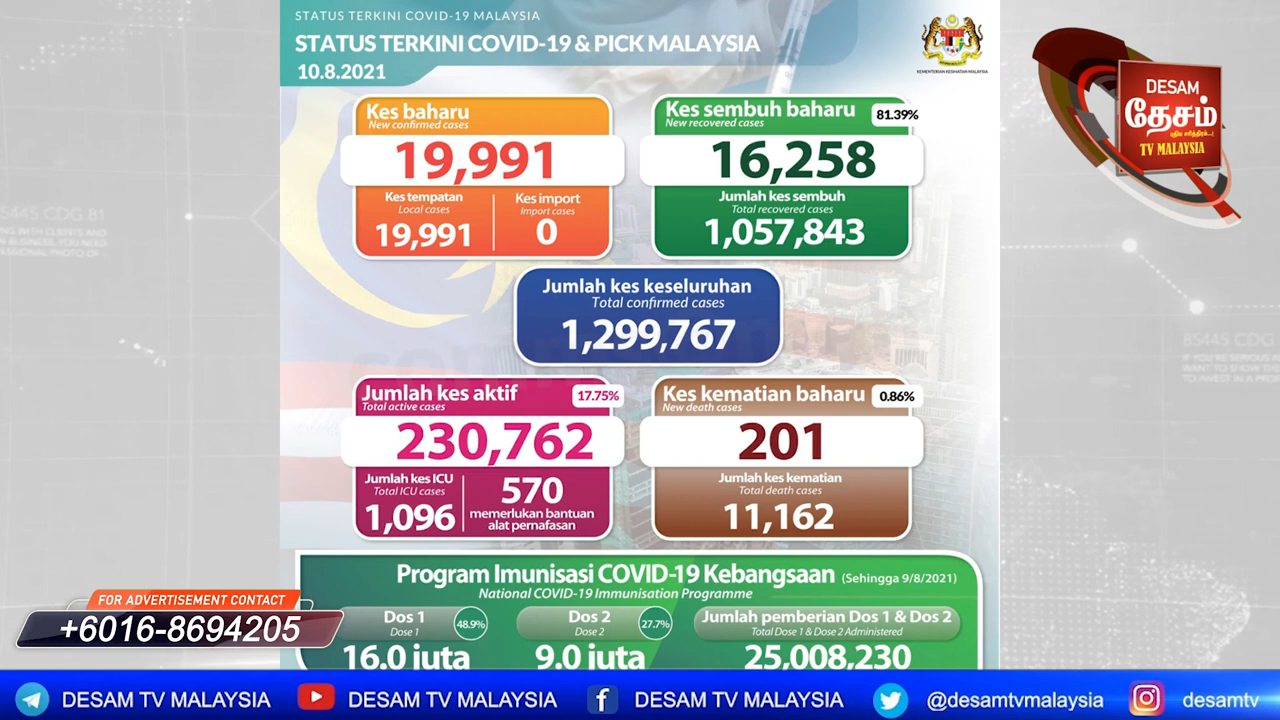 STATUS TERKINI COVID-19 MALAYSIA
STATUS TERKINI COVID-19 & PICK MALAYSIA
10.8.2021
KEMENTERIAN KESIHATAN MALAYSIA
DESAM
தேசம்
புதிய சரித்திரம்..!
TV MALAYSIA
Kes baharu
New confirmed cases
19,991
Kes tempatan
Local cases
19,991
Kes import
Import cases
0
Kes sembuh baharu
New recovered cases
81.39%
16,258
Jumlah kes sembuh
Total recovered cases
1,057,843
Jumlah kes keseluruhan
Total confirmed cases
1,299,767
Jumlah kes aktif
Total active cases
17.75%
230,762
Jumlah kes ICU
Total ICU cases
1,096
570
memerlukan bantuan
alat pernafasan
Kes kematian baharu
New death cases
0.86%
201
Jumlah kes kematian
Total death cases
11,162
Program Imunisasi COVID-19 Kebangsaan (Sehingga 9/8/2021)
National COVID-19 Immunisation Programme
Dos 1
Dose 1
48.9%
16.0 juta
Dos 2
Dose 2
27.7%
9.0 juta
Jumlah pemberian Dos 1 & Dos 2
Total Dose 1 & Dose 2 Administered
25,008,230
FOR ADVERTISEMENT CONTACT
+6016-8694205
DESAM TV MALAYSIA
DESAM TV MALAYSIA
DESAM TV MALAYSIA
@desamtvmalaysia
desamtv